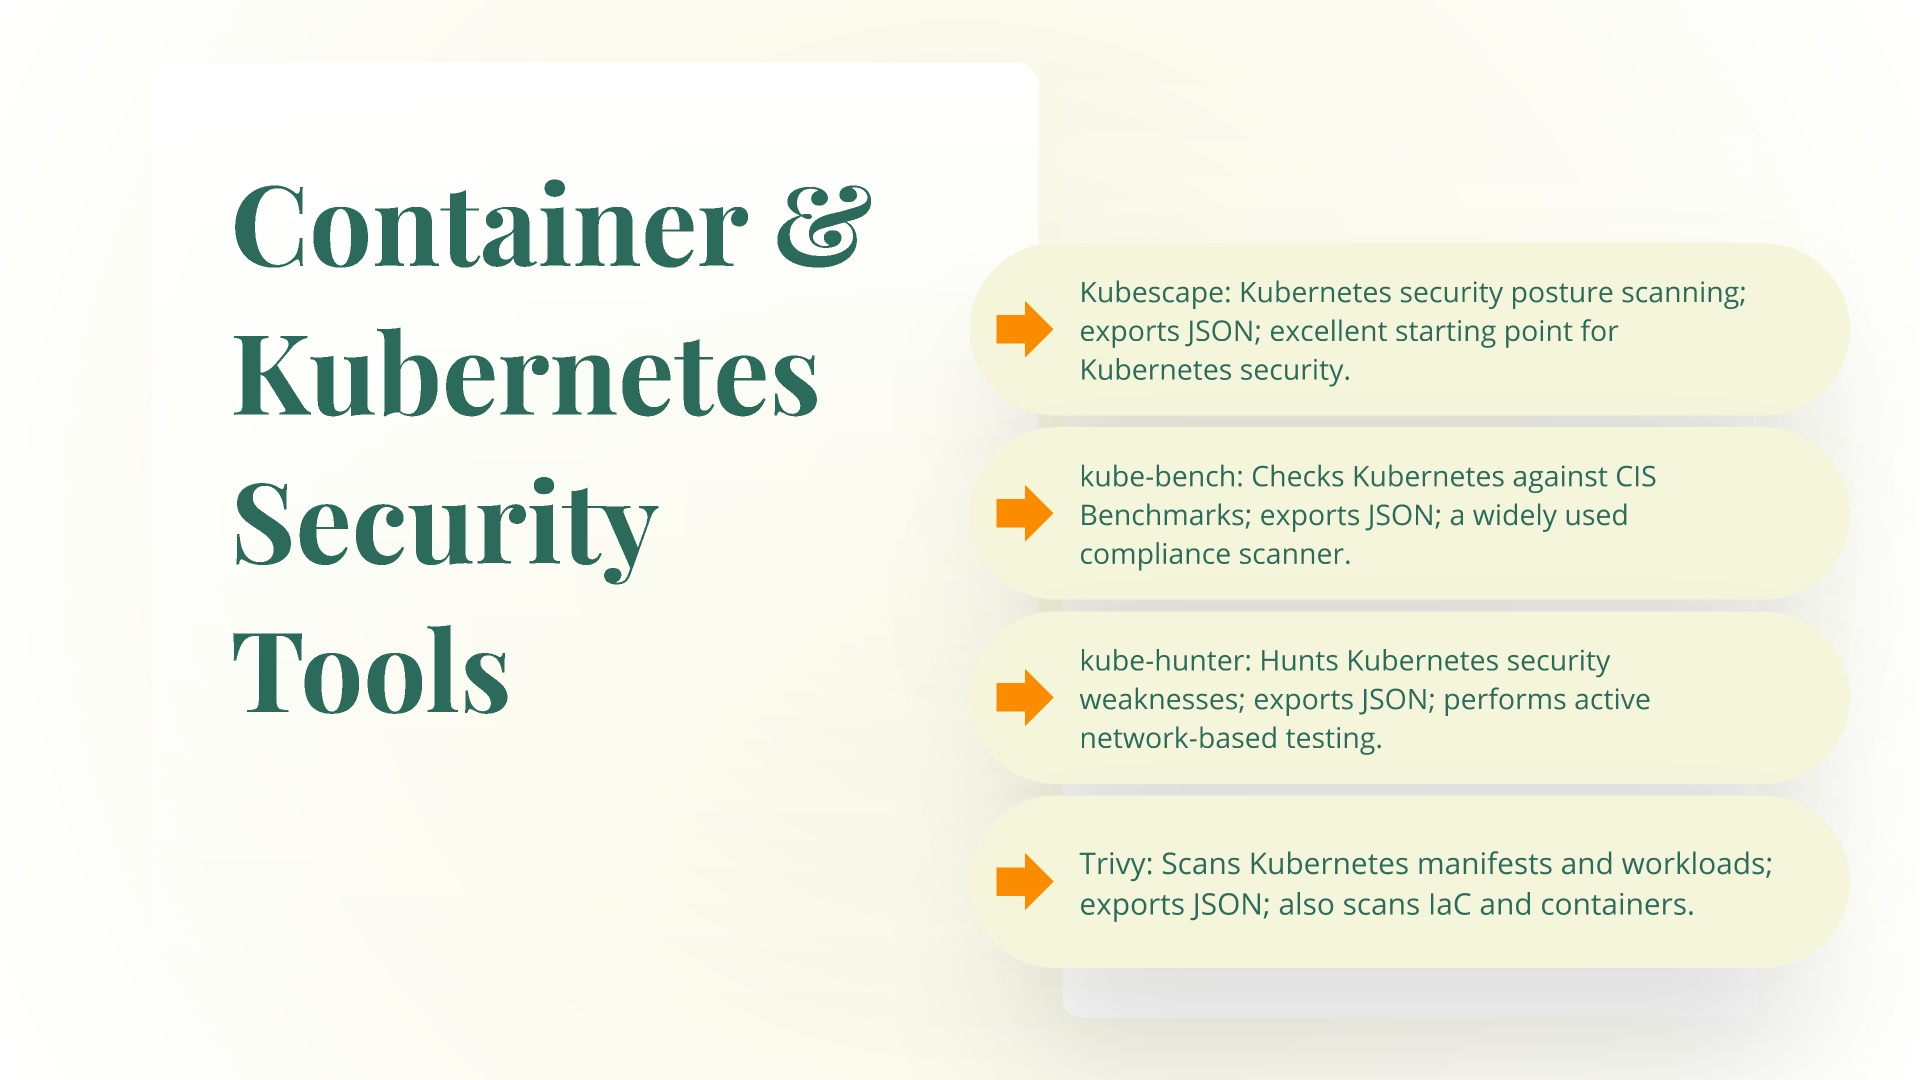 Container &
Kubernetes
Security
Tools
Kubescape: Kubernetes security posture scanning;
exports JSON; excellent starting point for
Kubernetes security.
kube-bench: Checks Kubernetes against CIS
Benchmarks; exports JSON; a widely used
compliance scanner.
kube-hunter: Hunts Kubernetes security
weaknesses; exports JSON; performs active
network-based testing.
Trivy: Scans Kubernetes manifests and workloads;
exports JSON; also scans IaC and containers.